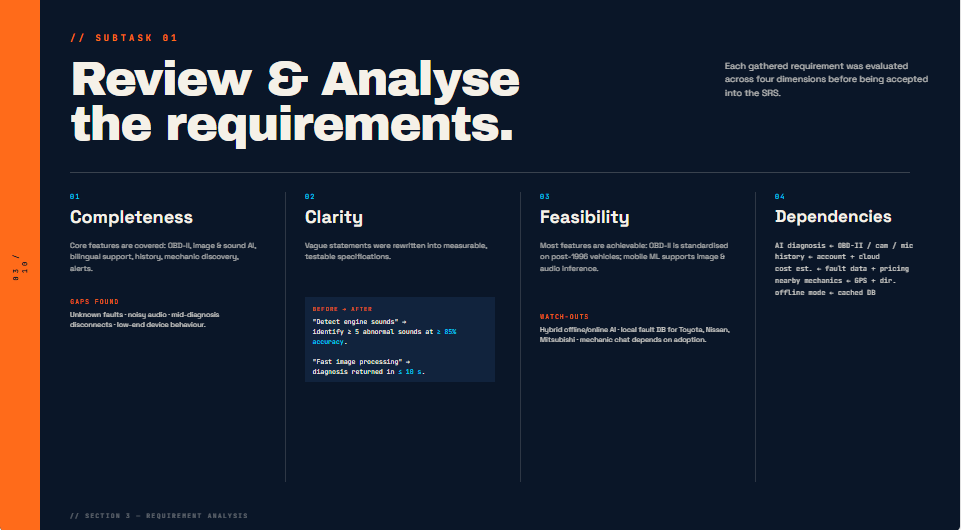 // SUBTASK 01
Review & Analyse
the requirements.
Each gathered requirement was evaluated
across four dimensions before being accepted
into the SRS.
03 /
10
01
Completeness
Core features are covered: OBD-II, image & sound AI,
bilingual support, history, mechanic discovery,
alerts.
GAPS FOUND
Unknown faults · noisy audio · mid-diagnosis
disconnects · low-end device behaviour.
02
Clarity
Vague statements were rewritten into measurable,
testable specifications.
BEFORE → AFTER
"Detect engine sounds" →
identify ≥ 5 abnormal sounds at ≥ 85%
accuracy.
"Fast image processing" →
diagnosis returned in ≤ 10 s.
03
Feasibility
Most features are achievable: OBD-II is standardised
on post-1996 vehicles; mobile ML supports image &
audio inference.
WATCH-OUTS
Hybrid offline/online AI · local fault DB for Toyota, Nissan,
Mitsubishi · mechanic chat depends on adoption.
04
Dependencies
AI diagnosis ← OBD-II / cam / mic
history ← account + cloud
cost est. ← fault data + pricing
nearby mechanics ← GPS + dir.
offline mode ← cached DB
// SECTION 3 — REQUIREMENT ANALYSIS